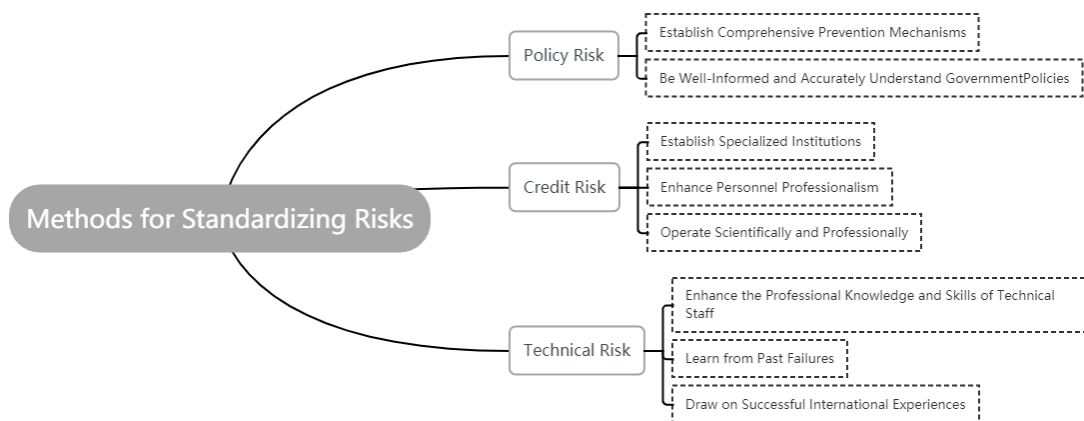 Methods for Standardizing Risks
Policy Risk
Establish Comprehensive Prevention Mechanisms
Be Well-Informed and Accurately Understand GovernmentPolicies
Credit Risk
Establish Specialized Institutions
Enhance Personnel Professionalism
Operate Scientifically and Professionally
Technical Risk
Enhance the Professional Knowledge and Skills of Technical
Staff
Learn from Past Failures
Draw on Successful International Experiences